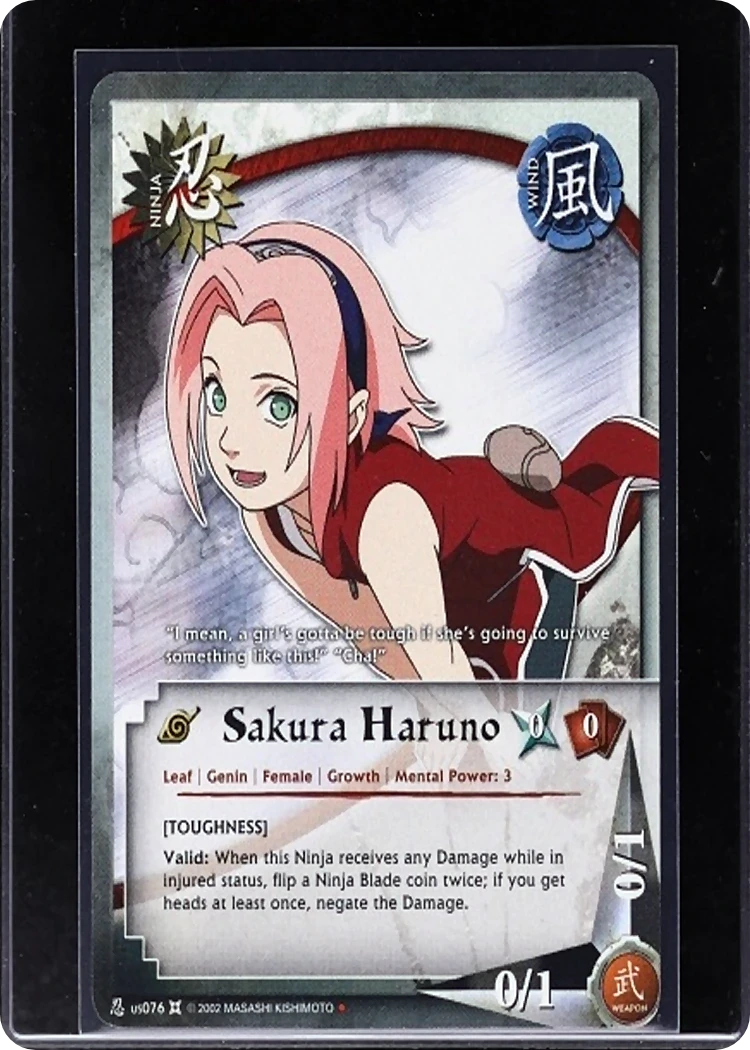 忍
NINJA
風
WIND
"I mean, a girl's gotta be tough if she's going to survive
something like this!" "Cha!"
Sakura Haruno 0 0
Leaf | Genin | Female | Growth | Mental Power: 3
[TOUGHNESS]
Valid: When this Ninja receives any Damage while in
injured status, flip a Ninja Blade coin twice; if you get
heads at least once, negate the Damage.
0/1
0/1
武
WEAPON
忍 US076 © 2002 MASASHI KISHIMOTO